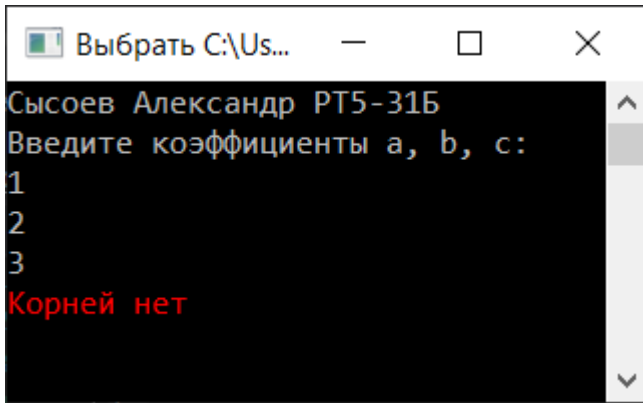 Выбрать C:\Us...
Сысоев Александр РТ5-31Б
Введите коэффициенты a, b, c:
1
2
3
Корней нет